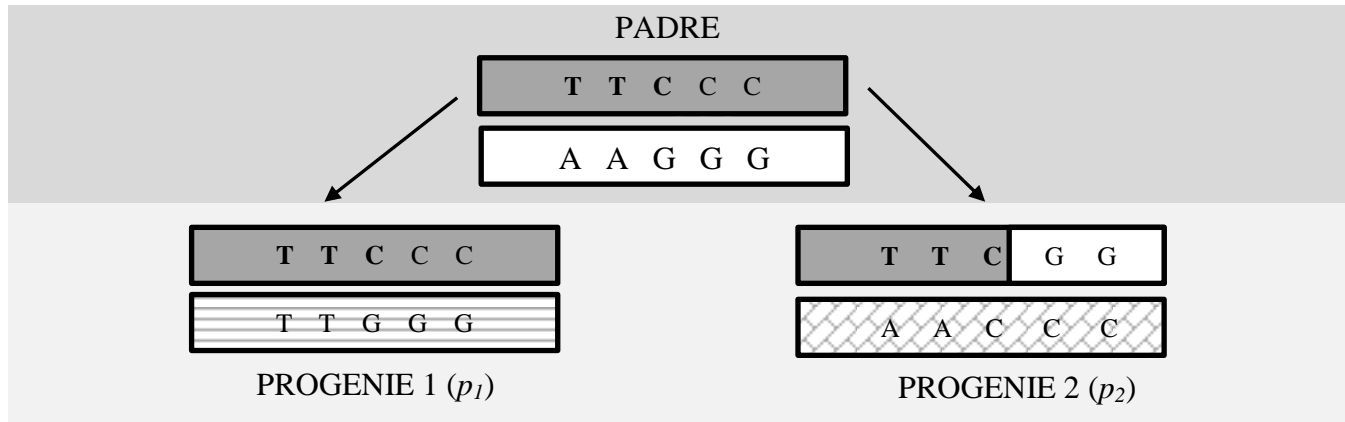 PADRE
T T C C C
A A G G G
T T C C C
T T C G G
T T G G G
A A C C C
PROGENIE 1 (p1)
PROGENIE 2 (p2)